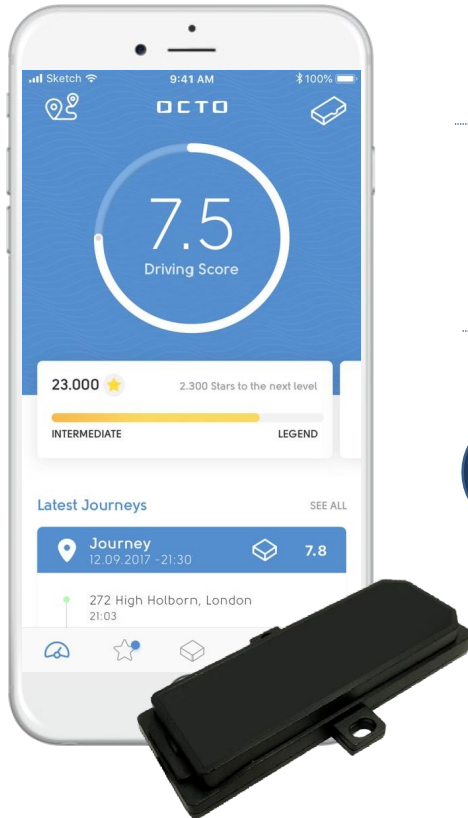 Sketch 9:41 AM 100%
OCTO
7.5
Driving Score
23.000 2.300 Stars to the next level
INTERMEDIATE LEGEND
Latest Journeys SEE ALL
Journey 7.8
12.09.2017 -21:30
272 High Holborn, London
21:03